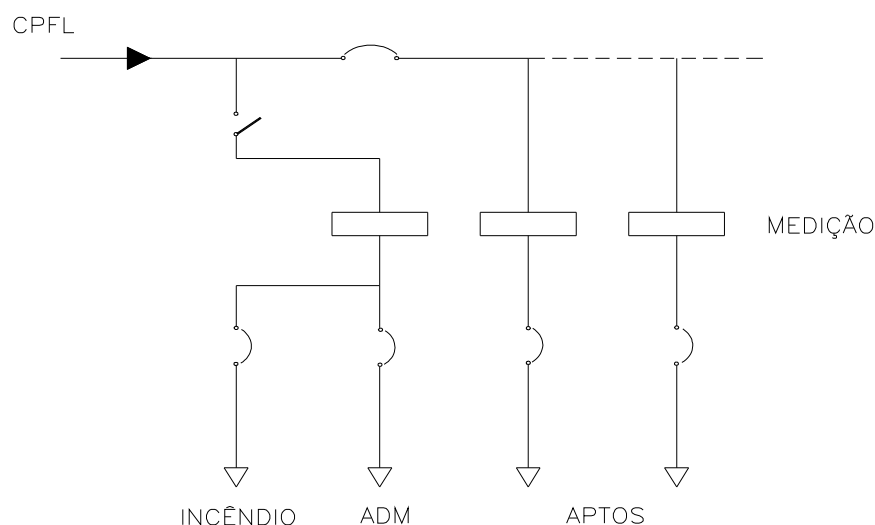 CPFL
MEDIÇÃO
INCÊNDIO
ADM
APTOS